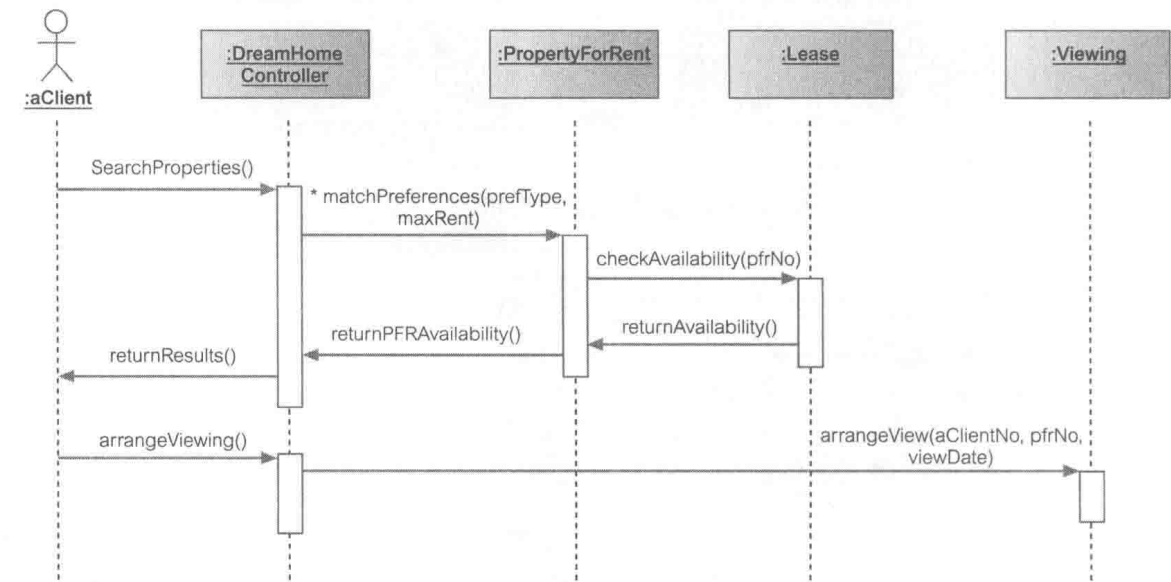 :aClient
:DreamHome
Controller
:PropertyForRent
:Lease
:Viewing
SearchProperties()
* matchPreferences(prefType,
maxRent)
checkAvailability(pfrNo)
returnAvailability()
returnPFRAvailability()
returnResults()
arrangeViewing()
arrangeView(aClientNo, pfrNo,
viewDate)